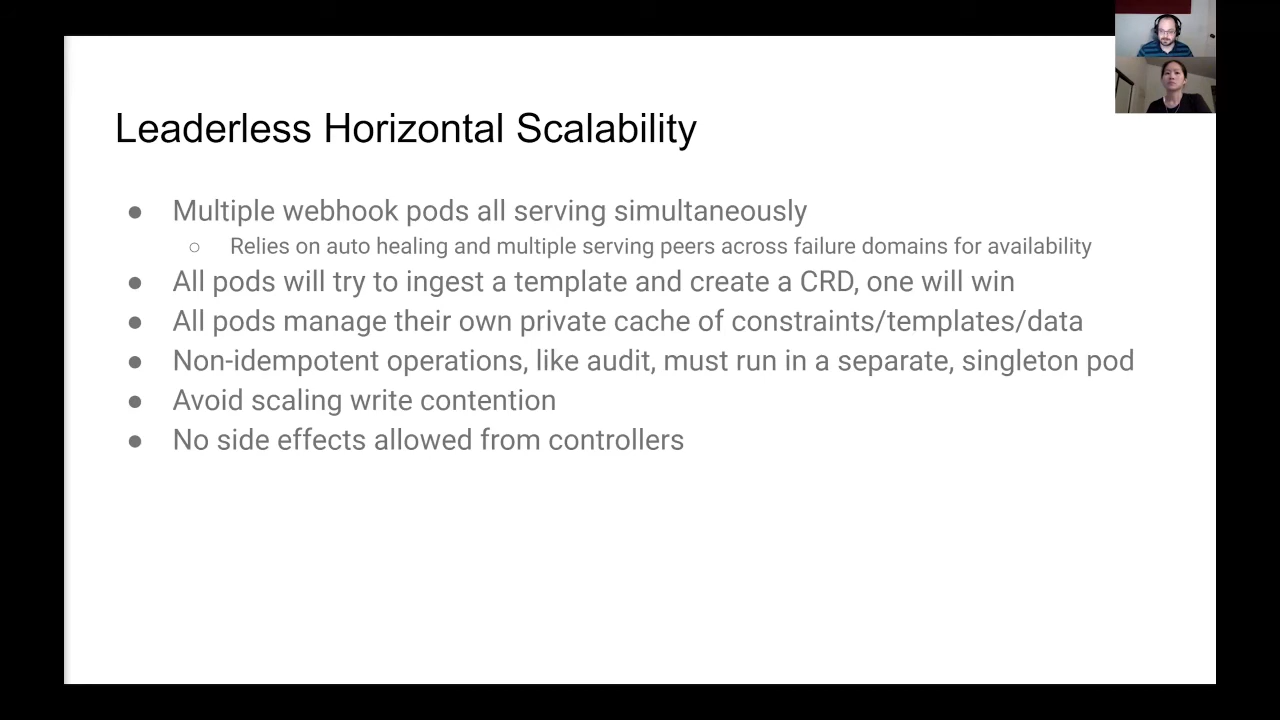 Leaderless Horizontal Scalability
● Multiple webhook pods all serving simultaneously
○ Relies on auto healing and multiple serving peers across failure domains for availability
● All pods will try to ingest a template and create a CRD, one will win
● All pods manage their own private cache of constraints/templates/data
● Non-idempotent operations, like audit, must run in a separate, singleton pod
● Avoid scaling write contention
● No side effects allowed from controllers